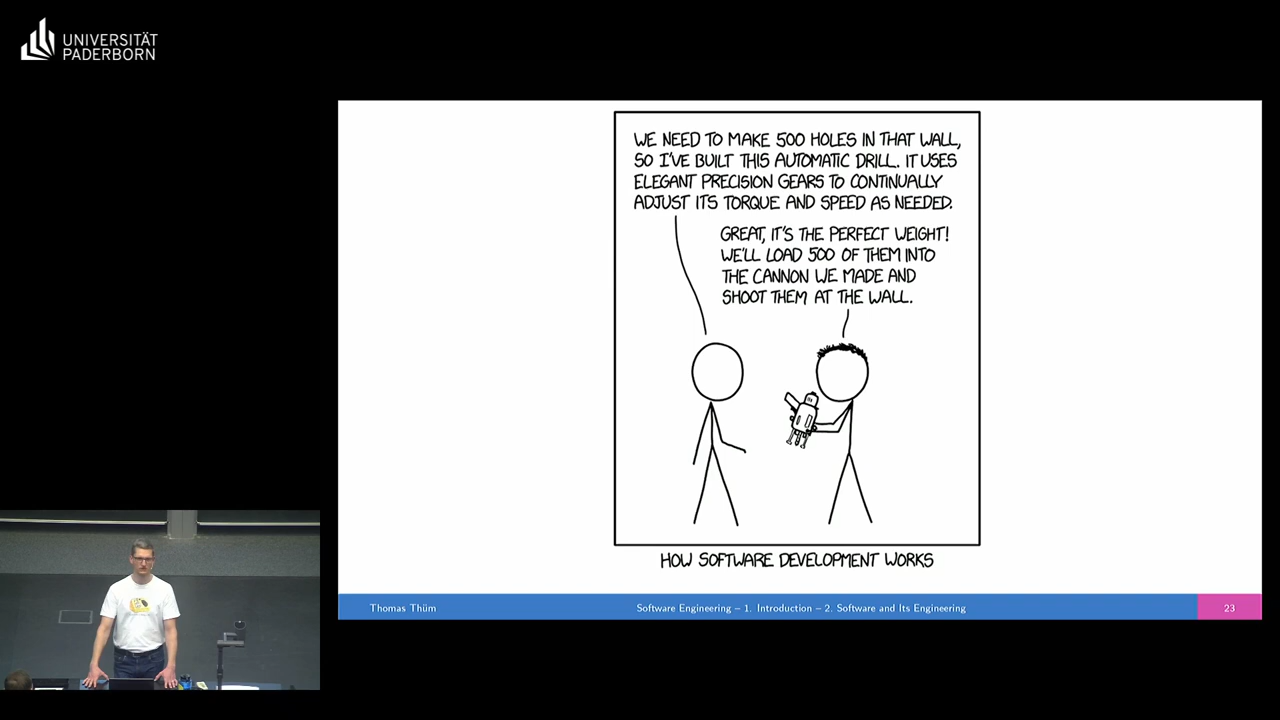 UNIVERSITÄT
PADERBORN
WE NEED TO MAKE 500 HOLES IN THAT WALL,
SO I'VE BUILT THIS AUTOMATIC DRILL. IT USES
ELEGANT PRECISION GEARS TO CONTINUALLY
ADJUST ITS TORQUE AND SPEED AS NEEDED.
GREAT, IT'S THE PERFECT WEIGHT!
WE'LL LOAD 500 OF THEM INTO
THE CANNON WE MADE AND
SHOOT THEM AT THE WALL.
HOW SOFTWARE DEVELOPMENT WORKS
Thomas Thüm
Software Engineering – 1. Introduction – 2. Software and Its Engineering
23